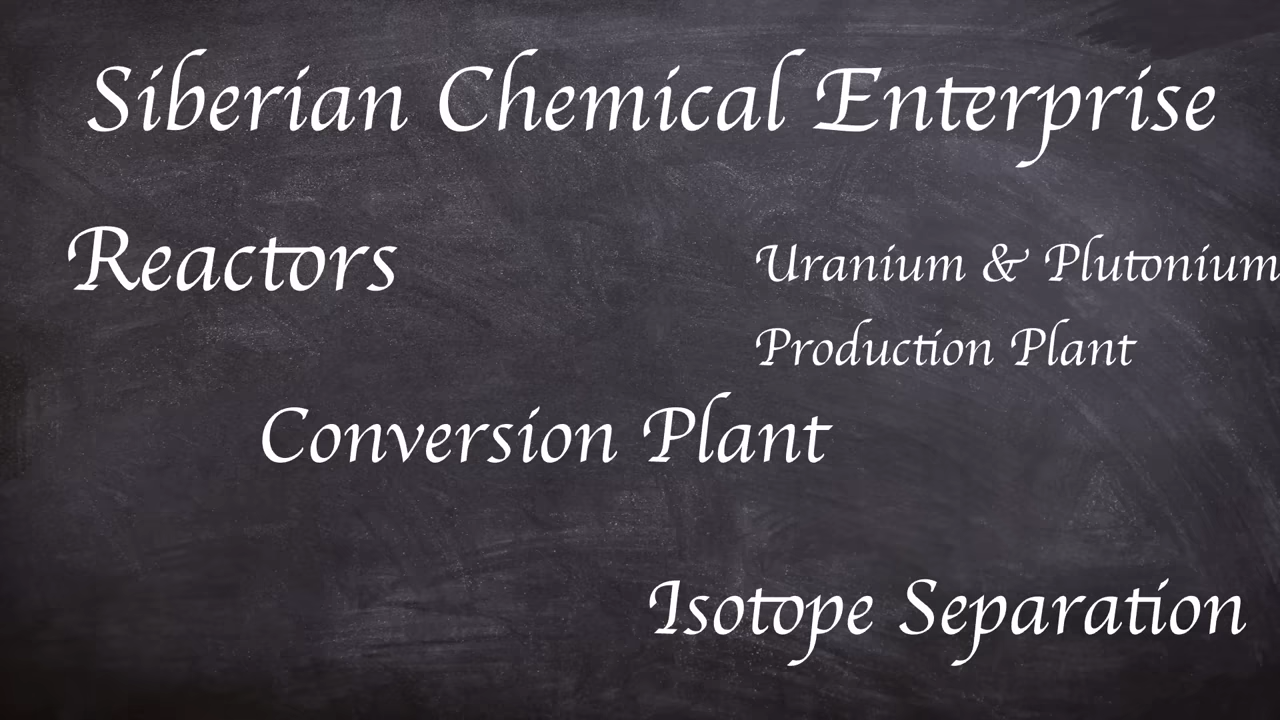 Siberian Chemical Enterprise
Reactors
Uranium & Plutonium
Production Plant
Conversion Plant
Isotope Separation